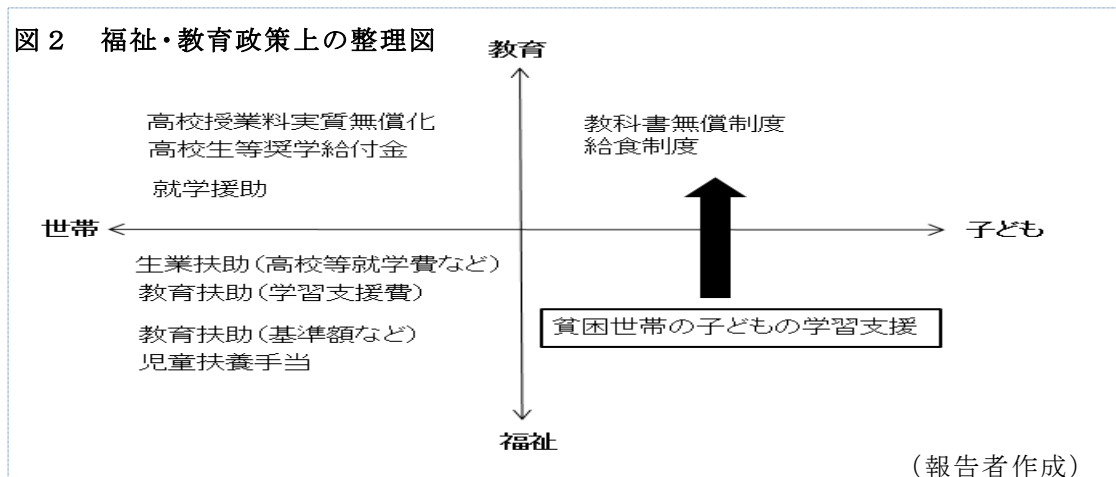 図2 福祉・教育政策上の整理図
教育
高校授業料実質無償化
高校生等奨学給付金
就学援助
教科書無償制度
給食制度
世帯
子ども
生業扶助(高校等就学費など)
教育扶助(学習支援費)
教育扶助(基準額など)
児童扶養手当
貧困世帯の子どもの学習支援
福祉
(報告者作成)